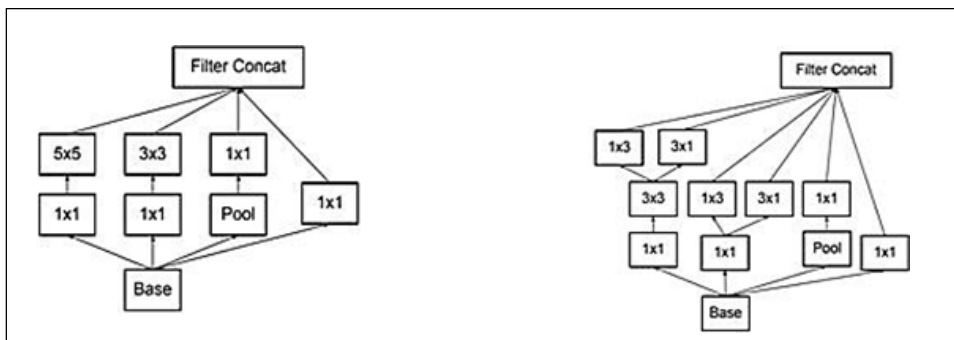 Filter Concat
5x5 3x3 1x1
1x1 1x1 Pool 1x1
Base
Filter Concat
1x3 3x1
3x3 1x3 3x1 1x1
1x1 1x1 Pool 1x1
Base